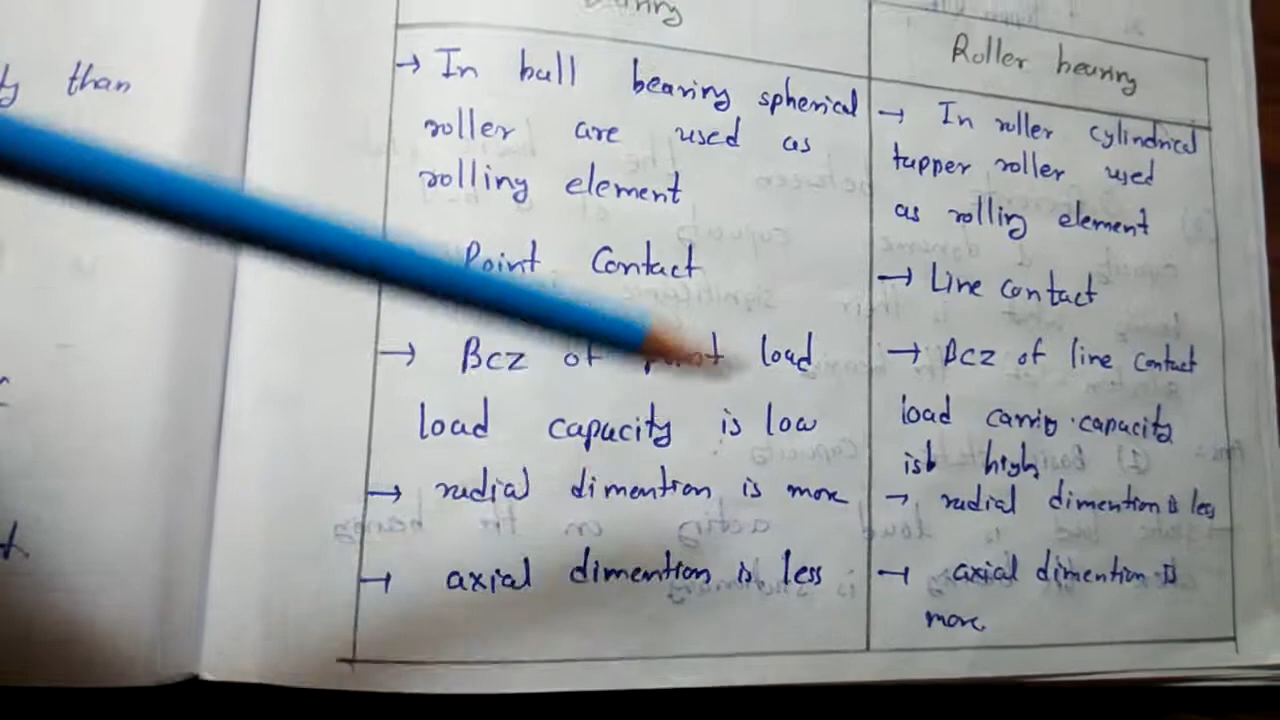 than
Roller bearing
→ In ball bearing spherical
roller are used as
rolling element
Point Contact
→ Bcz of load
load capacity is low
→ radial dimention is more
→ axial dimention is less
→ In roller cylindrical
tapper roller used
as rolling element
→ Line contact
→ Bcz of line contact
load carrig capacity
is high
→ radial dimention is less
→ axial dimention is
more